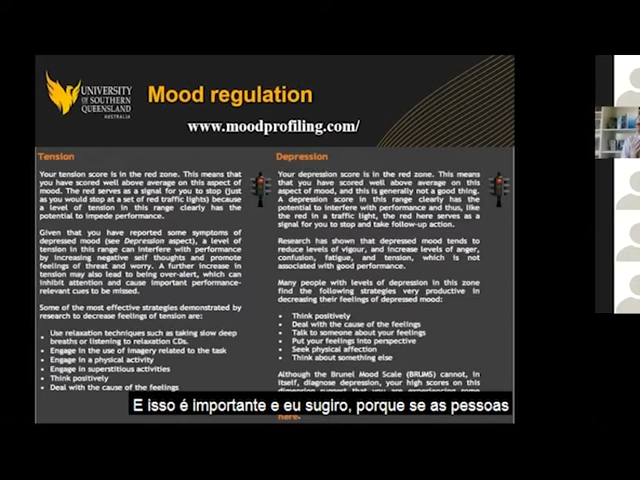 UNIVERSITY
OF SOUTHERN
QUEENSLAND
AUSTRALIA
Mood regulation
www.moodprofiling.com/
Tension
Your tension score is in the red zone. This means that
you have scored well above average on this aspect of
mood. The red serves as a signal for you to stop (just
as you would stop at a set of red traffic lights) because
a level of tension in this range clearly has the
potential to impede performance.
Given that you have reported some symptoms of
depressed mood (see Depression aspect), a level of
tension in this range can interfere with performance
by increasing negative self thoughts and promote
feelings of threat and worry. A further increase in
tension may also lead to being over-alert, which can
inhibit attention and cause important performance-
relevant cues to be missed.
Some of the most effective strategies demonstrated by
research to decrease feelings of tension are:
Use relaxation techniques such as taking slow deep
breaths or listening to relaxation CDs.
Engage in the use of imagery related to the task
Engage in a physical activity
Engage in superstitious activities
Think positively
Deal with the cause of the feelings
Depression
Your depression score is in the red zone. This means
that you have scored well above average on this
aspect of mood, and this is generally not a good thing.
A depression score in this range clearly has the
potential to interfere with performance and thus, like
the red in a traffic light, the red here serves as a
signal for you to stop and take follow-up action.
Research has shown that depressed mood tends to
reduce levels of vigour, and increase levels of anger,
confusion, fatigue, and tension, which is not
associated with good performance.
Many people with levels of depression in this zone
find the following strategies very productive in
decreasing their feelings of depressed mood:
Think positively
Deal with the cause of the feelings
Talk to someone about your feelings
Put your feelings into perspective
Seek physical affection
Think about something else
Although the Brunel Mood Scale (BRUMS) cannot, in
itself, diagnose depression, your high scores on this
here.
E isso é importante e eu sugiro, porque se as pessoas